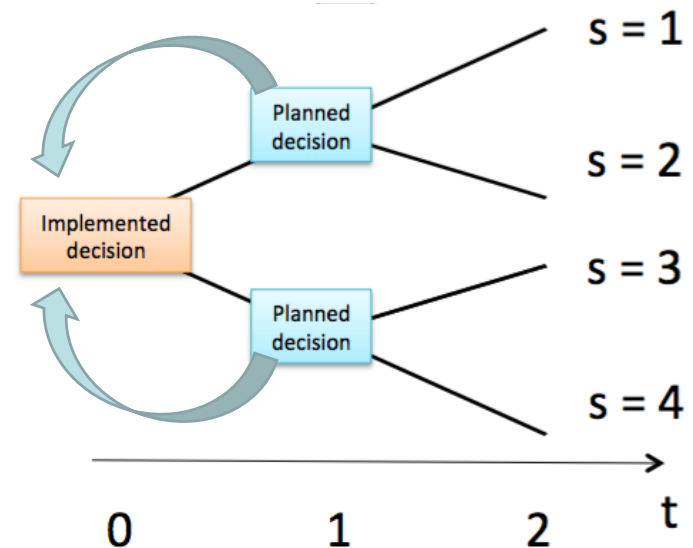 s = 1
Planned
decision
s = 2
Implemented
decision
s = 3
Planned
decision
s = 4
0 1 2 t